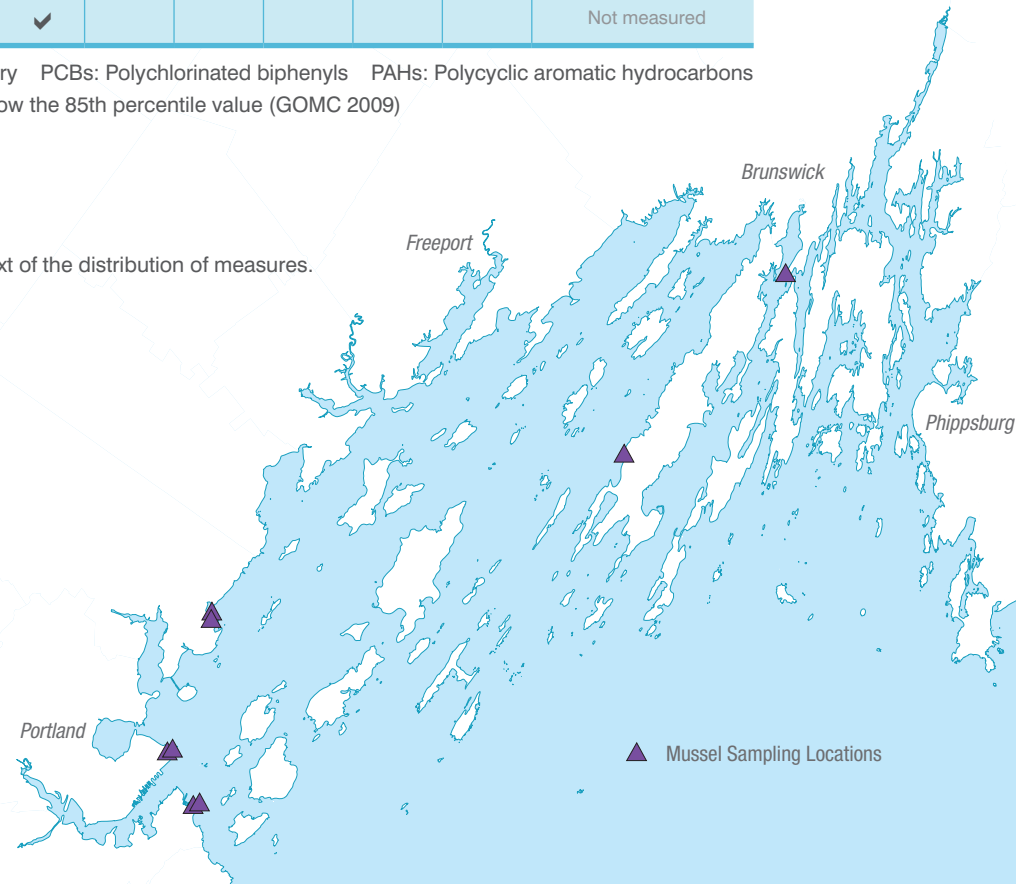 ✔ Not measured
ry PCBs: Polychlorinated biphenyls PAHs: Polycyclic aromatic hydrocarbons
ow the 85th percentile value (GOMC 2009)
Brunswick
Freeport
xt of the distribution of measures.
Phippsburg
Portland
Mussel Sampling Locations